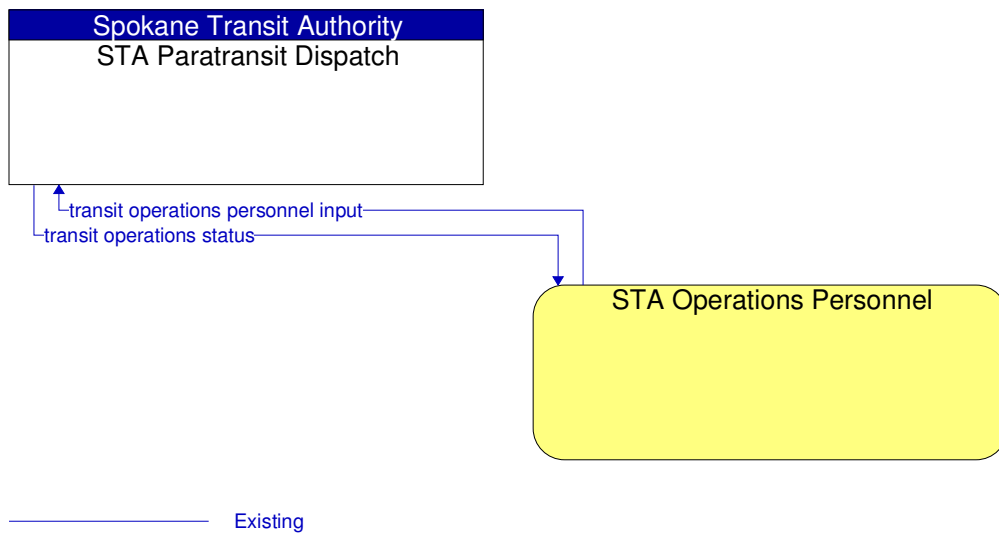 Spokane Transit Authority
STA Paratransit Dispatch
transit operations personnel input
transit operations status
STA Operations Personnel
Existing